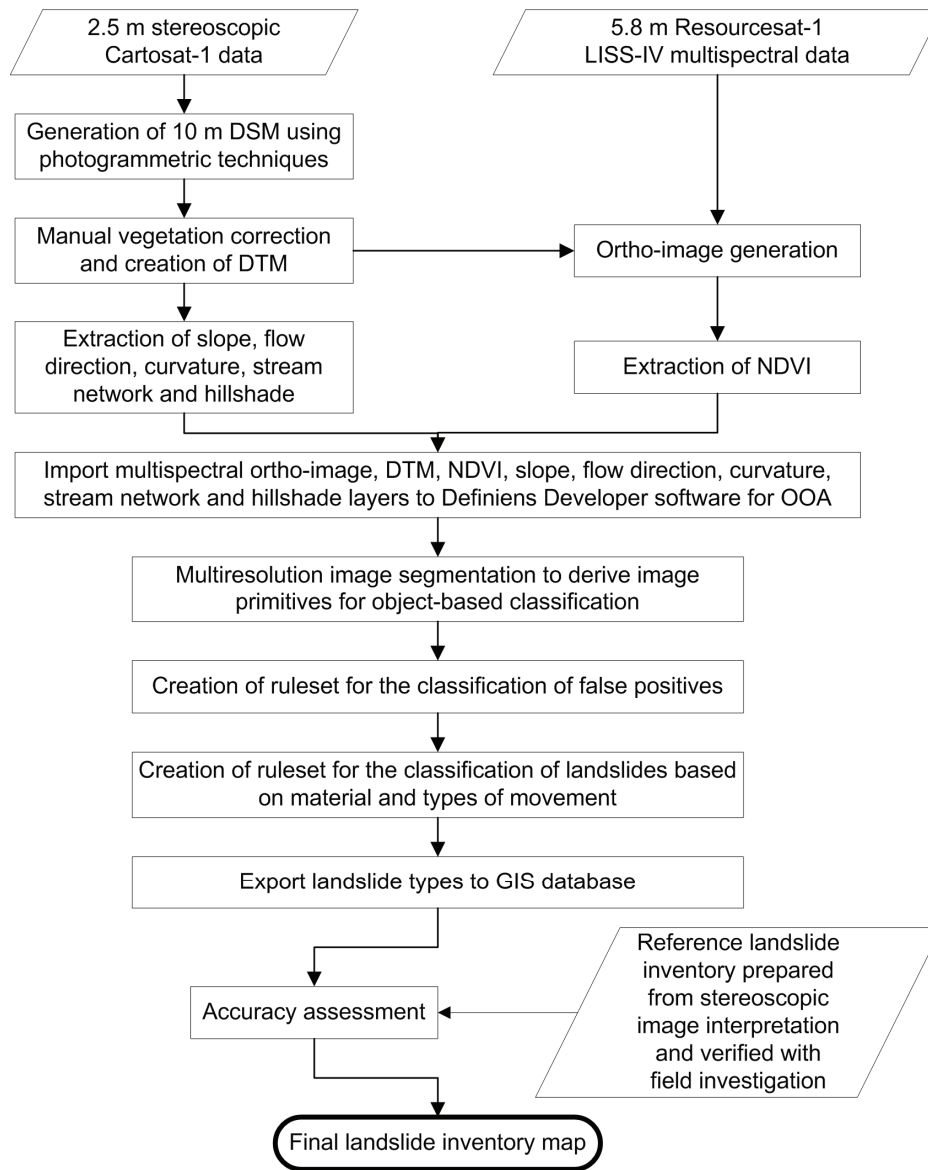 2.5 m stereoscopic
Cartosat-1 data
5.8 m Resourcesat-1
LISS-IV multispectral data
Generation of 10 m DSM using
photogrammetric techniques
Manual vegetation correction
and creation of DTM
Ortho-image generation
Extraction of slope, flow
direction, curvature, stream
network and hillshade
Extraction of NDVI
Import multispectral ortho-image, DTM, NDVI, slope, flow direction, curvature,
stream network and hillshade layers to Definiens Developer software for OOA
Multiresolution image segmentation to derive image
primitives for object-based classification
Creation of ruleset for the classification of false positives
Creation of ruleset for the classification of landslides based
on material and types of movement
Export landslide types to GIS database
Reference landslide
inventory prepared
from stereoscopic
image interpretation
and verified with
field investigation
Accuracy assessment
Final landslide inventory map